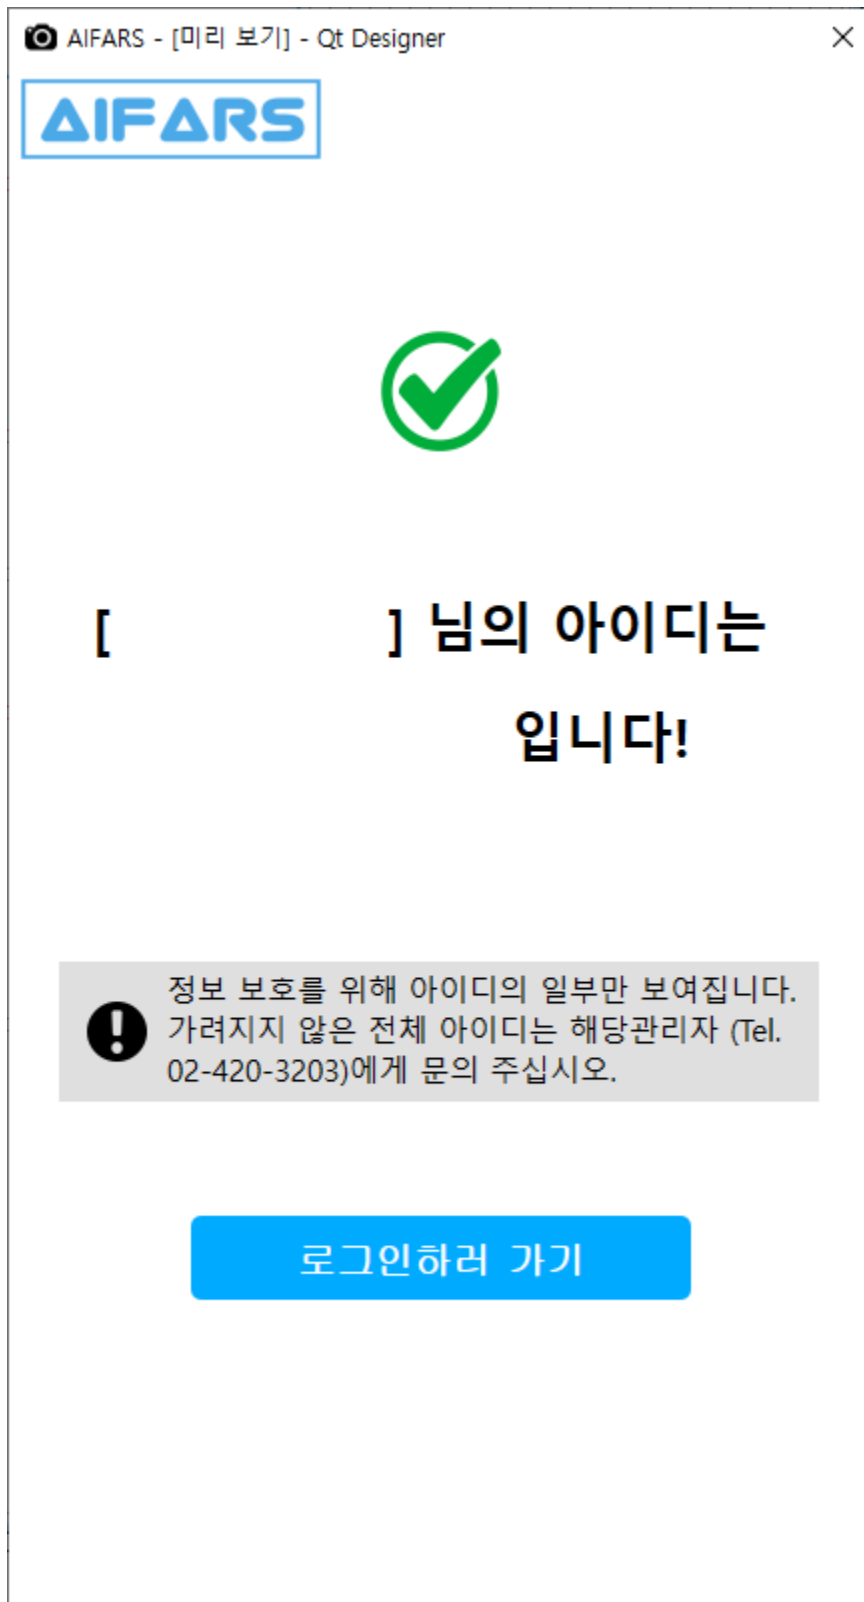 AIFARS - [미리 보기] - Qt Designer
AIFARS
[ ] 님의 아이디는
입니다!
정보 보호를 위해 아이디의 일부만 보여집니다.
가려지지 않은 전체 아이디는 해당관리자 (Tel.
02-420-3203)에게 문의 주십시오.
로그인하러 가기